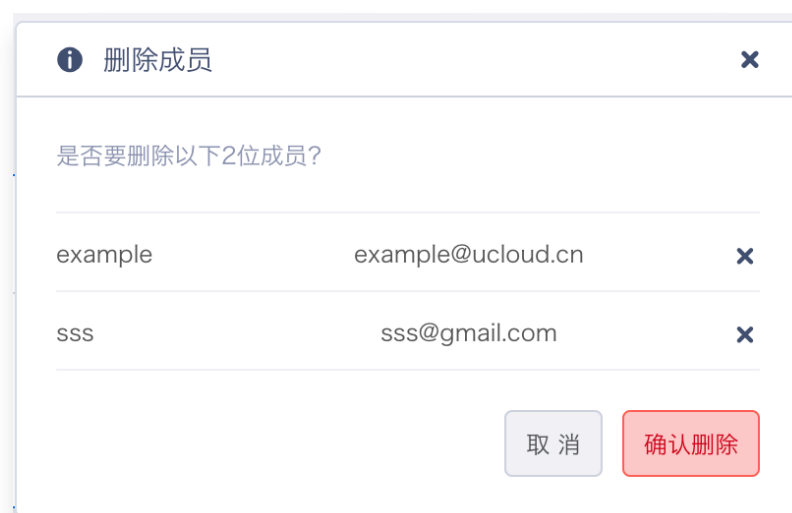 删除成员
是否要删除以下2位成员?
example example@ucloud.cn
sss sss@gmail.com
取 消 确认删除